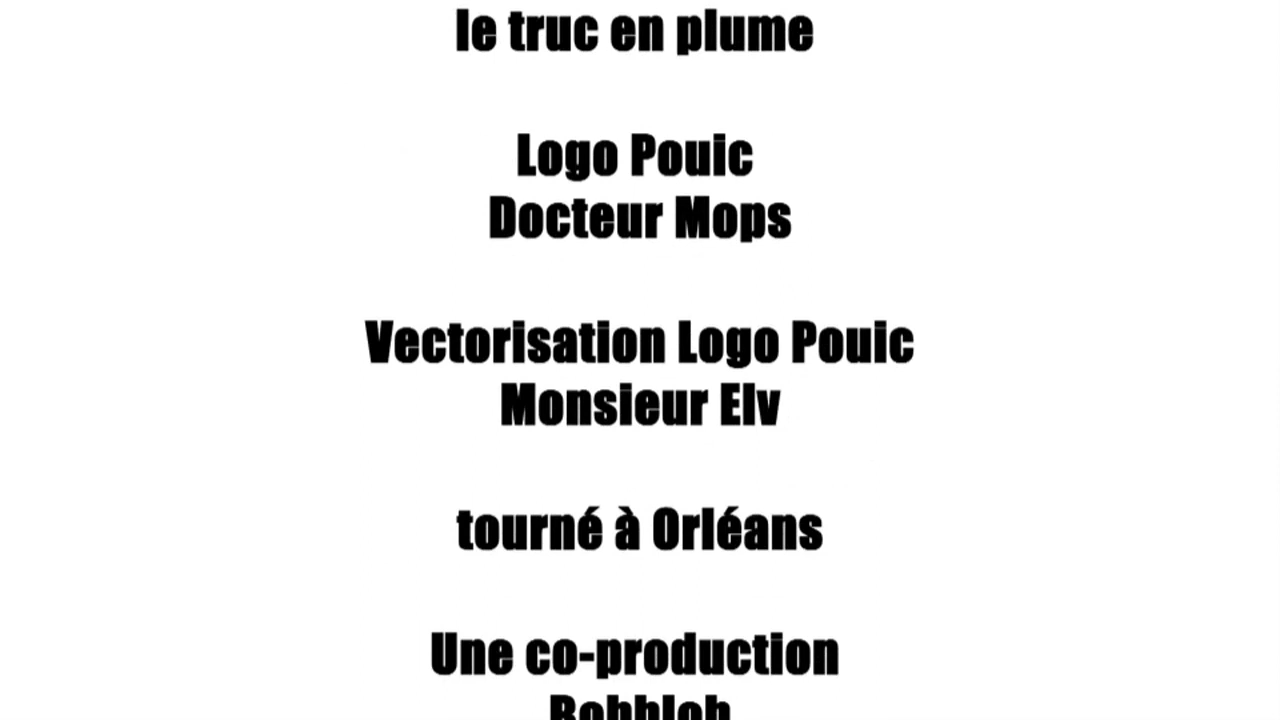 le truc en plume
Logo Pouic
Docteur Mops
Vectorisation Logo Pouic
Monsieur Elv
tourné à Orléans
Une co-production